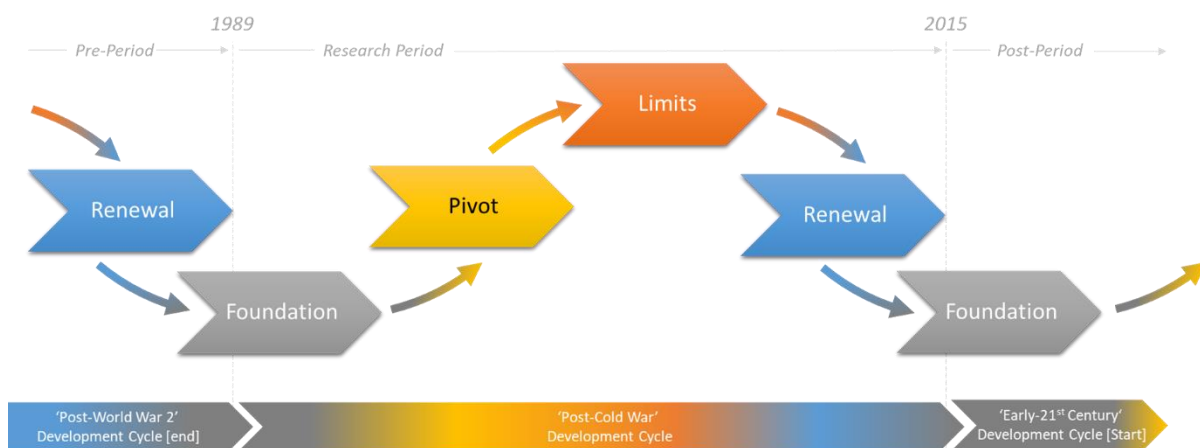 1989
2015
Pre-Period
Research Period
Post-Period
Limits
Renewal
Pivot
Renewal
Foundation
Foundation
‘Post-World War 2’
Development Cycle [end]
‘Post-Cold War’
Development Cycle
‘Early-21st Century‘
Development Cycle [Start]